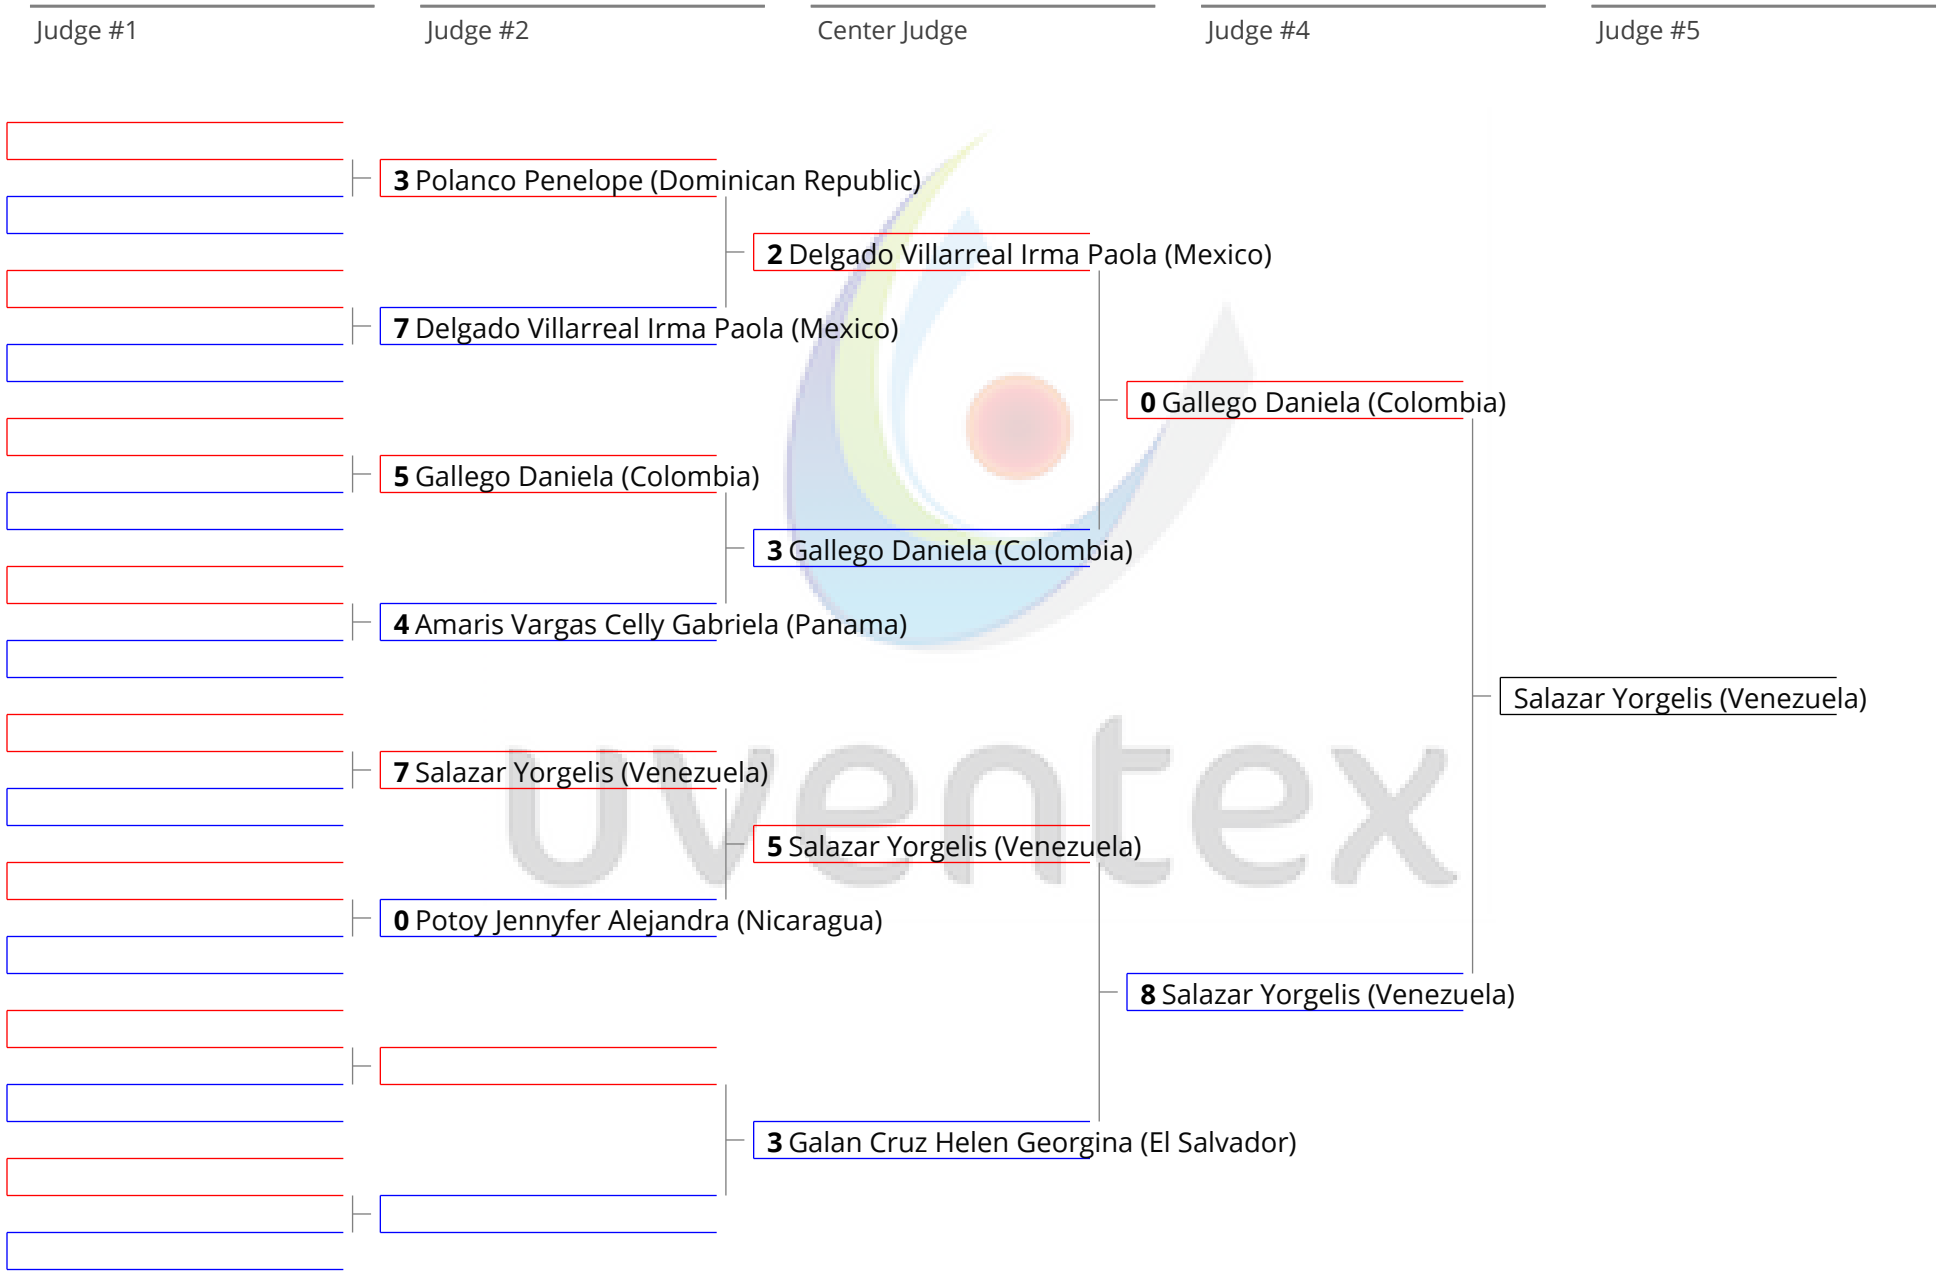 Judge #1
Judge #2
Center Judge
Judge #4
Judge #5
3 Polanco Penelope (Dominican Republic)
2 Delgado Villarreal Irma Paola (Mexico)
7 Delgado Villarreal Irma Paola (Mexico)
0 Gallego Daniela (Colombia)
5 Gallego Daniela (Colombia)
3 Gallego Daniela (Colombia)
4 Amaris Vargas Celly Gabriela (Panama)
Salazar Yorgelis (Venezuela)
uventex
7 Salazar Yorgelis (Venezuela)
5 Salazar Yorgelis (Venezuela)
0 Potoy Jennyfer Alejandra (Nicaragua)
8 Salazar Yorgelis (Venezuela)
3 Galan Cruz Helen Georgina (El Salvador)